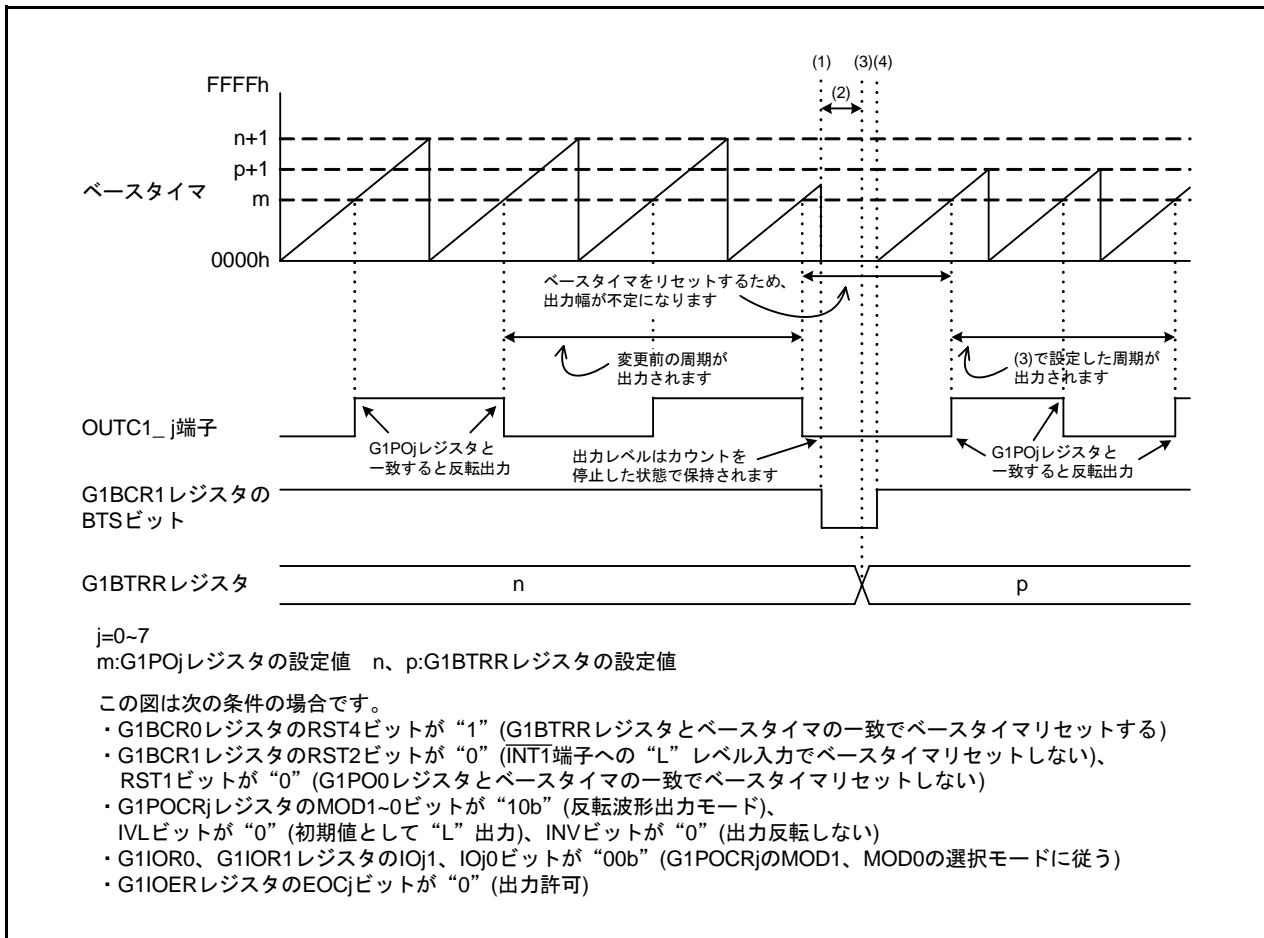 (1)
(3)(4)
(2)
FFFFh
n+1
p+1
ベースタイマ
m
0000h
ベースタイマをリセットするため、
出力幅が不定になります
変更前の周期が
出力されます
(3)で設定した周期が
出力されます
OUTC1_ j端子
G1POjレジスタと
一致すると反転出力
出力レベルはカウントを
停止した状態で保持されます
G1POjレジスタと
一致すると反転出力
G1BCR1レジスタの
BTSビット
G1BTRRレジスタ
n
p
j=0~7
m:G1POjレジスタの設定値　n、p:G1BTRRレジスタの設定値
この図は次の条件の場合です。
・G1BCR0レジスタのRST4ビットが“1”(G1BTRRレジスタとベースタイマの一致でベースタイマリセットする)
・G1BCR1レジスタのRST2ビットが“0”(INT1端子への“L”レベル入力でベースタイマリセットしない)、
RST1ビットが“0”(G1PO0レジスタとベースタイマの一致でベースタイマリセットしない)
・G1POCRjレジスタのMOD1~0ビットが“10b”(反転波形出力モード)、
IVLビットが“0”(初期値として“L”出力)、INVビットが“0”(出力反転しない)
・G1IOR0、G1IOR1レジスタのIOj1、IOj0ビットが“00b”(G1POCRjのMOD1、MOD0の選択モードに従う)
・G1IOERレジスタのEOCjビットが“0”(出力許可)